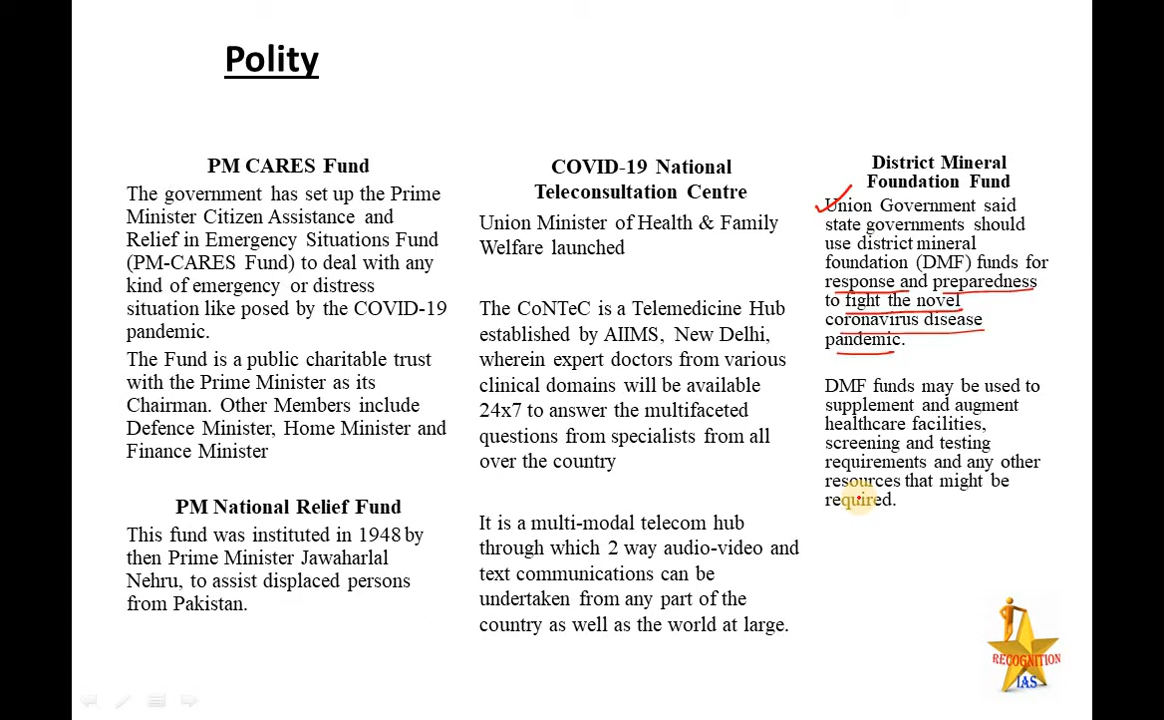 Polity
PM CARES Fund
The government has set up the Prime
Minister Citizen Assistance and
Relief in Emergency Situations Fund
(PM-CARES Fund) to deal with any
kind of emergency or distress
situation like posed by the COVID-19
pandemic.
The Fund is a public charitable trust
with the Prime Minister as its
Chairman. Other Members include
Defence Minister, Home Minister and
Finance Minister
PM National Relief Fund
This fund was instituted in 1948 by
then Prime Minister Jawaharlal
Nehru, to assist displaced persons
from Pakistan.
COVID-19 National
Teleconsultation Centre
Union Minister of Health & Family
Welfare launched
The CoNTeC is a Telemedicine Hub
established by AIIMS, New Delhi,
wherein expert doctors from various
clinical domains will be available
24x7 to answer the multifaceted
questions from specialists from all
over the country
It is a multi-modal telecom hub
through which 2 way audio-video and
text communications can be
undertaken from any part of the
country as well as the world at large.
District Mineral
Foundation Fund
Union Government said
state governments should
use district mineral
foundation (DMF) funds for
response and preparedness
to fight the novel
coronavirus disease
pandemic.
DMF funds may be used to
supplement and augment
healthcare facilities,
screening and testing
requirements and any other
resources that might be
required.
RECOGNITION
IAS